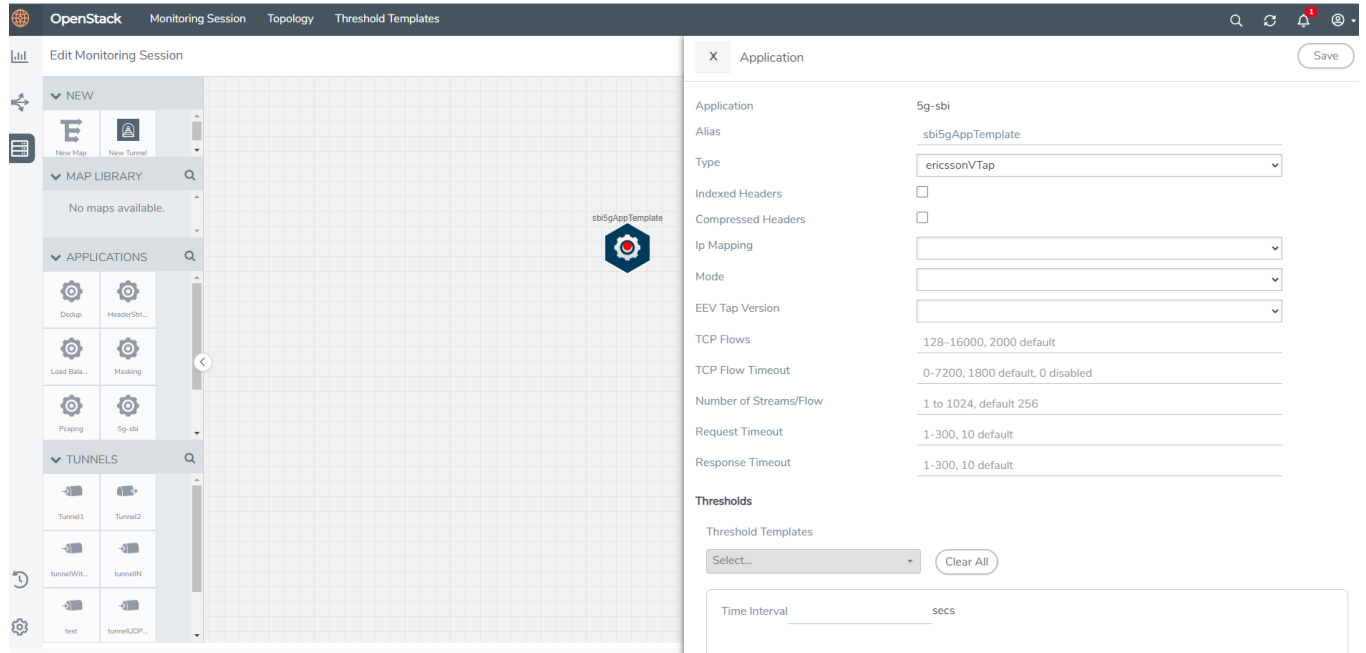 OpenStack Monitoring Session Topology Threshold Templates
1
Edit Monitoring Session
X Application
Save
NEW
New Map New Tunnel
MAP LIBRARY
No maps available.
APPLICATIONS
Dedup HeaderStri...
Load Bala... Masking
Pcapng 5g-sbi
TUNNELS
Tunnel1 Tunnel2
tunnelWit... tunnelIN
test tunnelUDP...
sbi5gAppTemplate
Application 5g-sbi
Alias sbi5gAppTemplate
Type ericssonVTap
Indexed Headers
Compressed Headers
Ip Mapping
Mode
EEV Tap Version
TCP Flows 128–16000, 2000 default
TCP Flow Timeout 0-7200, 1800 default, 0 disabled
Number of Streams/Flow 1 to 1024, default 256
Request Timeout 1-300, 10 default
Response Timeout 1-300, 10 default
Thresholds
Threshold Templates
Select... Clear All
Time Interval secs